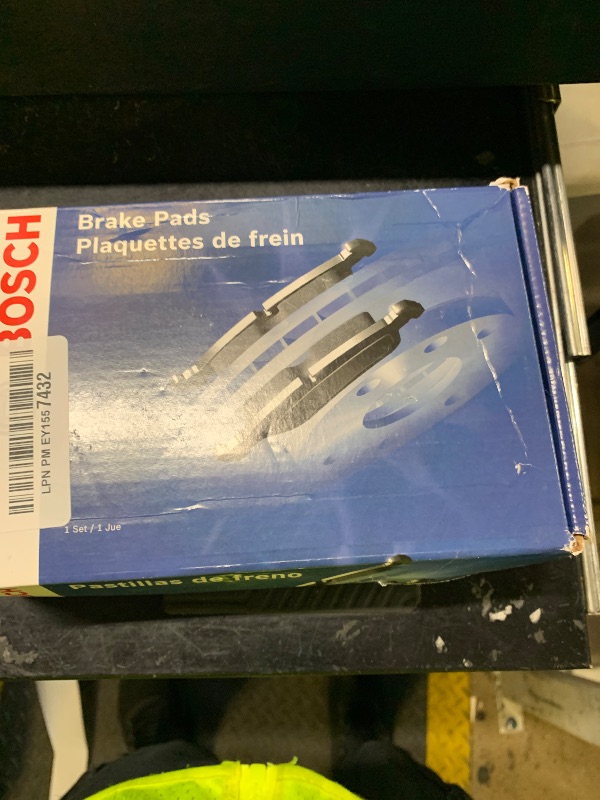 BOSCH
Brake Pads
Plaquettes de frein
LPN PM EY155 7432
1 Set / 1 Jue
Pastillas de freno